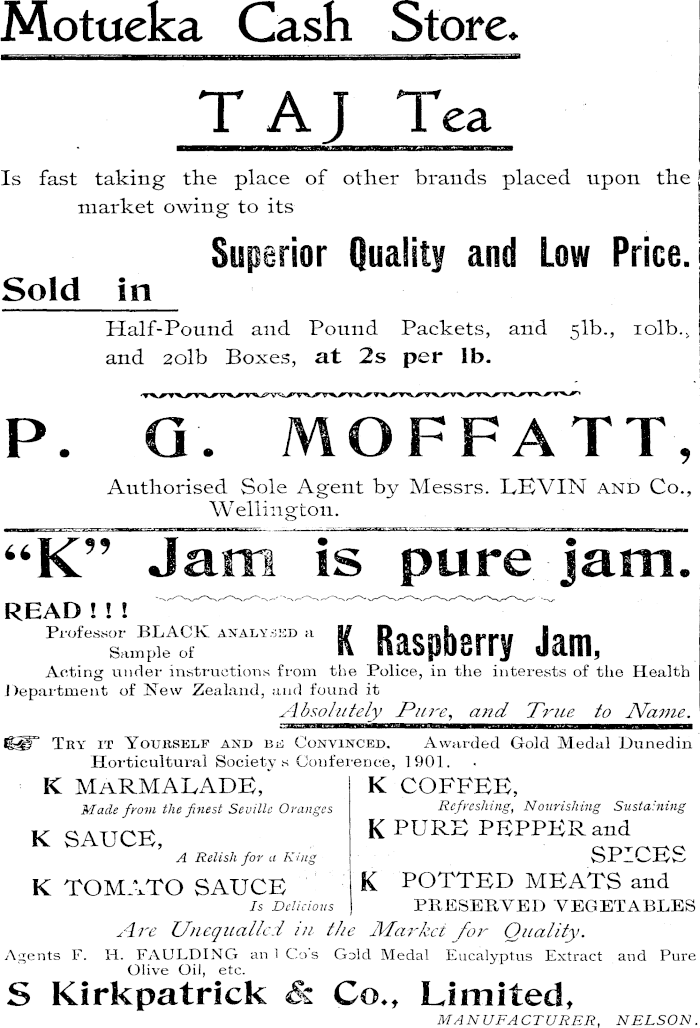 Motueka Cash Store.
TAJ Tea
Is fast taking the place of other brands placed upon the
market owing to its
Superior Quality and Low Price.
Sold in
Half-Pound and Pound Packets, and 5lb., 10lb.,
and 20lb Boxes, at 2s per lb.
P. G. MOFFATT,
Authorised Sole Agent by Messrs. LEVIN AND Co.,
Wellington.
"K" Jam is pure jam.
READ!!!
Professor BLACK ANALYSED a
Sample of
K Raspberry Jam,
Acting under instructions from the Police, in the interests of the Health
Department of New Zealand, and found it
Absolutely Pure, and True to Name.
TRY IT YOURSELF AND BE CONVINCED. Awarded Gold Medal Dunedin
Horticultural Society s Conference, 1901.
K MARMALADE,
Made from the finest Seville Oranges
K SAUCE,
A Relish for a King
K TOMATO SAUCE
Is Delicious
K COFFEE,
Refreshing, Nourishing Sustaining
K PURE PEPPER and
SPICES
K POTTED MEATS and
PRESERVED VEGETABLES
Are Unequalled in the Market for Quality.
Agents F. H. FAULDING and Co's Gold Medal Eucalyptus Extract and Pure
Olive Oil, etc.
S Kirkpatrick & Co., Limited,
MANUFACTURER, NELSON.